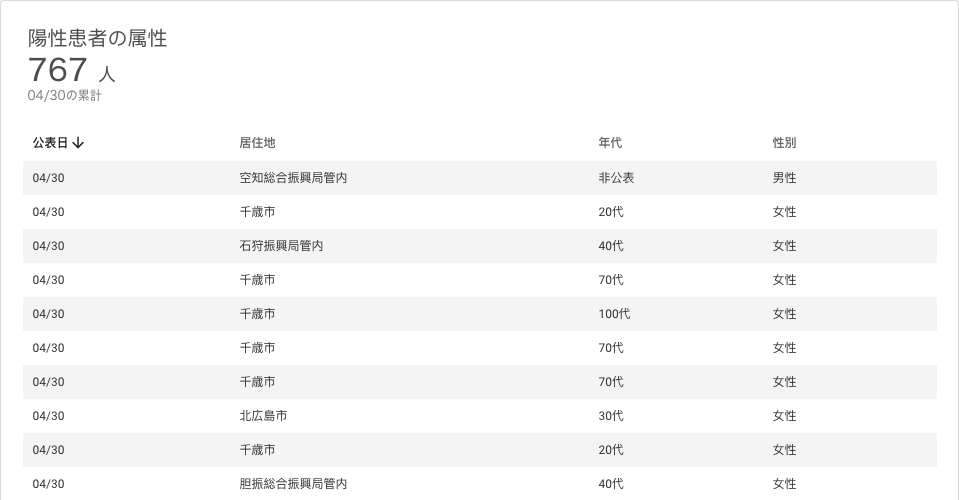 陽性患者の属性
767 人
04/30の累計
公表日 居住地 年代 性別
04/30 空知総合振興局管内 非公表 男性
04/30 千歳市 20代 女性
04/30 石狩振興局管内 40代 女性
04/30 千歳市 70代 女性
04/30 千歳市 100代 女性
04/30 千歳市 70代 女性
04/30 千歳市 70代 女性
04/30 北広島市 30代 女性
04/30 千歳市 20代 女性
04/30 胆振総合振興局管内 40代 女性